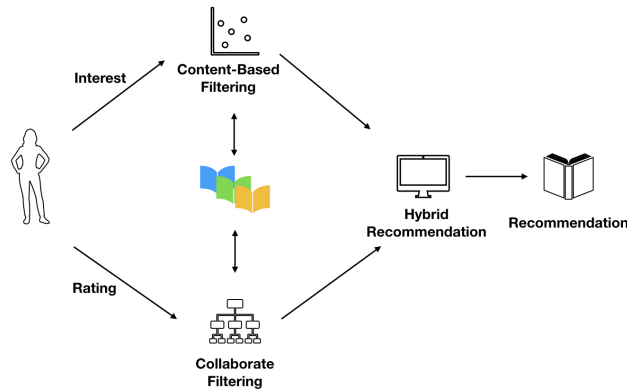 Interest
Content-Based
Filtering
Hybrid
Recommendation
Recommendation
Rating
Collaborate
Filtering